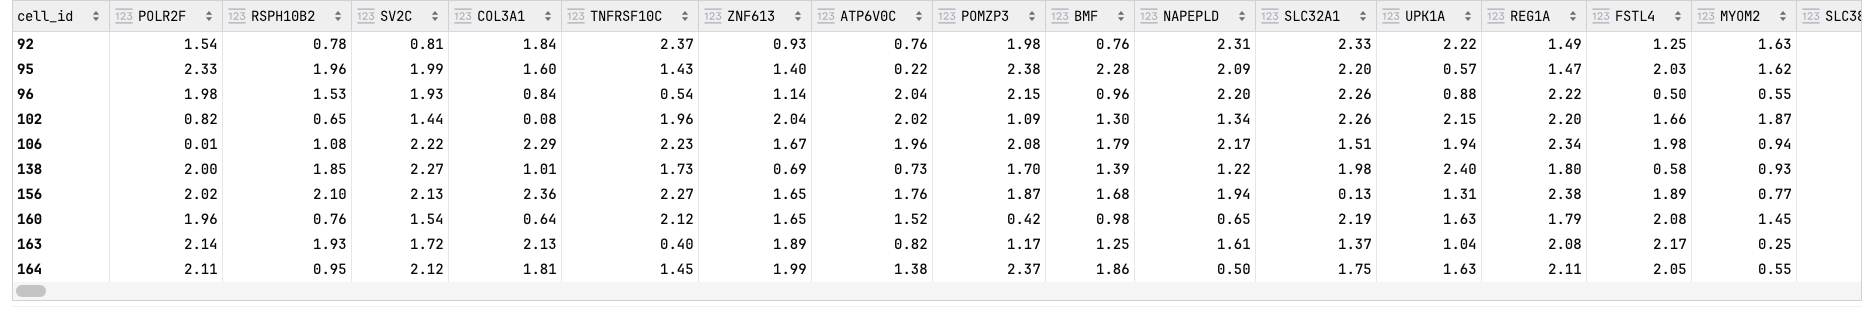 cell_id 123 POLR2F 123 RSPH10B2 123 SV2C 123 COL3A1 123 TNFRSF10C 123 ZNF613 123 ATP6V0C 123 POMZP3 123 BMF 123 NAPEPLD 123 SLC32A1 123 UPK1A 123 REG1A 123 FSTL4 123 MYOM2 123 SLC38
92 1.54 0.78 0.81 1.84 2.37 0.93 0.76 1.98 0.76 2.31 2.33 2.22 1.49 1.25 1.63
95 2.33 1.96 1.99 1.60 1.43 1.40 0.22 2.38 2.28 2.09 2.20 0.57 1.47 2.03 1.62
96 1.98 1.53 1.93 0.84 0.54 1.14 2.04 2.15 0.96 2.20 2.26 0.88 2.22 0.50 0.55
102 0.82 0.65 1.44 0.08 1.96 2.04 2.02 1.09 1.30 1.34 2.26 2.15 2.20 1.66 1.87
106 0.01 1.08 2.22 2.29 2.23 1.67 1.96 2.08 1.79 2.17 1.51 1.94 2.34 1.98 0.94
138 2.00 1.85 2.27 1.01 1.73 0.69 0.73 1.70 1.39 1.22 1.98 2.40 1.80 0.58 0.93
156 2.02 2.10 2.13 2.36 2.27 1.65 1.76 1.87 1.68 1.94 0.13 1.31 2.38 1.89 0.77
160 1.96 0.76 1.54 0.64 2.12 1.65 1.52 0.42 0.98 0.65 2.19 1.63 1.79 2.08 1.45
163 2.14 1.93 1.72 2.13 0.40 1.89 0.82 1.17 1.25 1.61 1.37 1.04 2.08 2.17 0.25
164 2.11 0.95 2.12 1.81 1.45 1.99 1.38 2.37 1.86 0.50 1.75 1.63 2.11 2.05 0.55